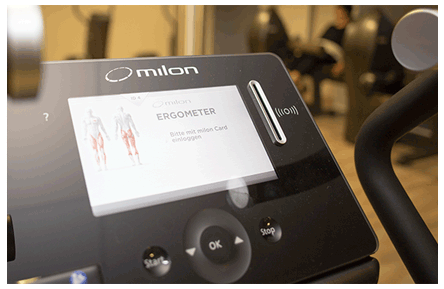 milon
milon
?
ERGOMETER
Bitte mit milon Card
einloggen
Start
OK
Stop